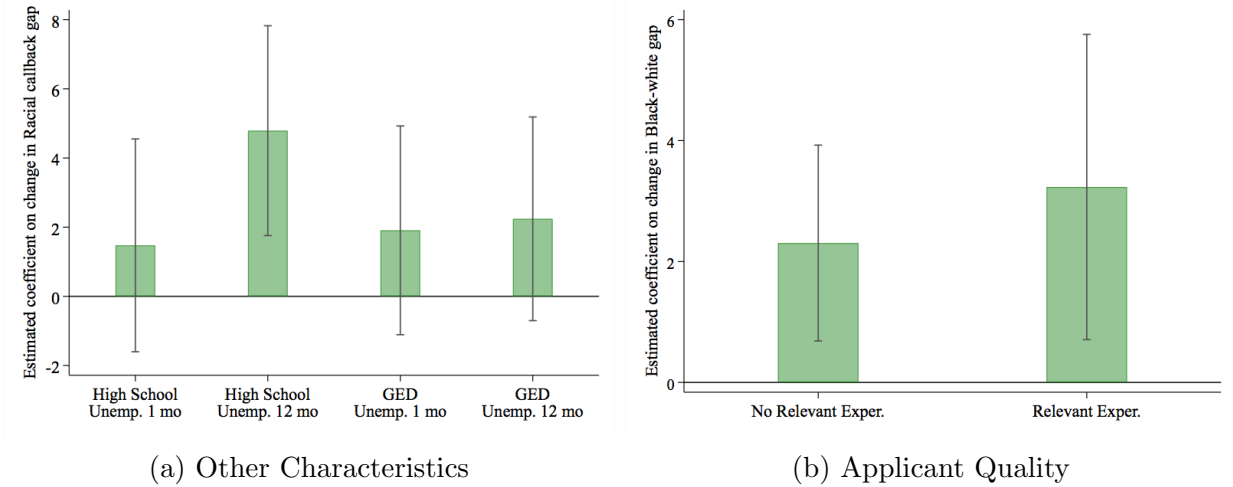 Estimated coefficient on change in Racial callback gap
8
6
4
2
0
-2
High School
Unemp. 1 mo
High School
Unemp. 12 mo
GED
Unemp. 1 mo
GED
Unemp. 12 mo
(a) Other Characteristics
Estimated coefficient on change in Black-white gap
6
4
2
0
No Relevant Exper.
Relevant Exper.
(b) Applicant Quality